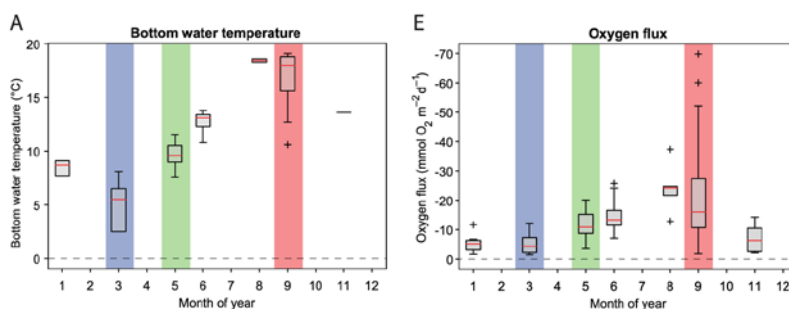 A
Bottom water temperature
20
15
10
5
0
Bottom water temperature (°C)
1 2 3 4 5 6 7 8 9 10 11 12
Month of year
E
Oxygen flux
-70
-60
-50
-40
-30
-20
-10
0
Oxygen flux (mmol O₂ m⁻² d⁻¹)
1 2 3 4 5 6 7 8 9 10 11 12
Month of year